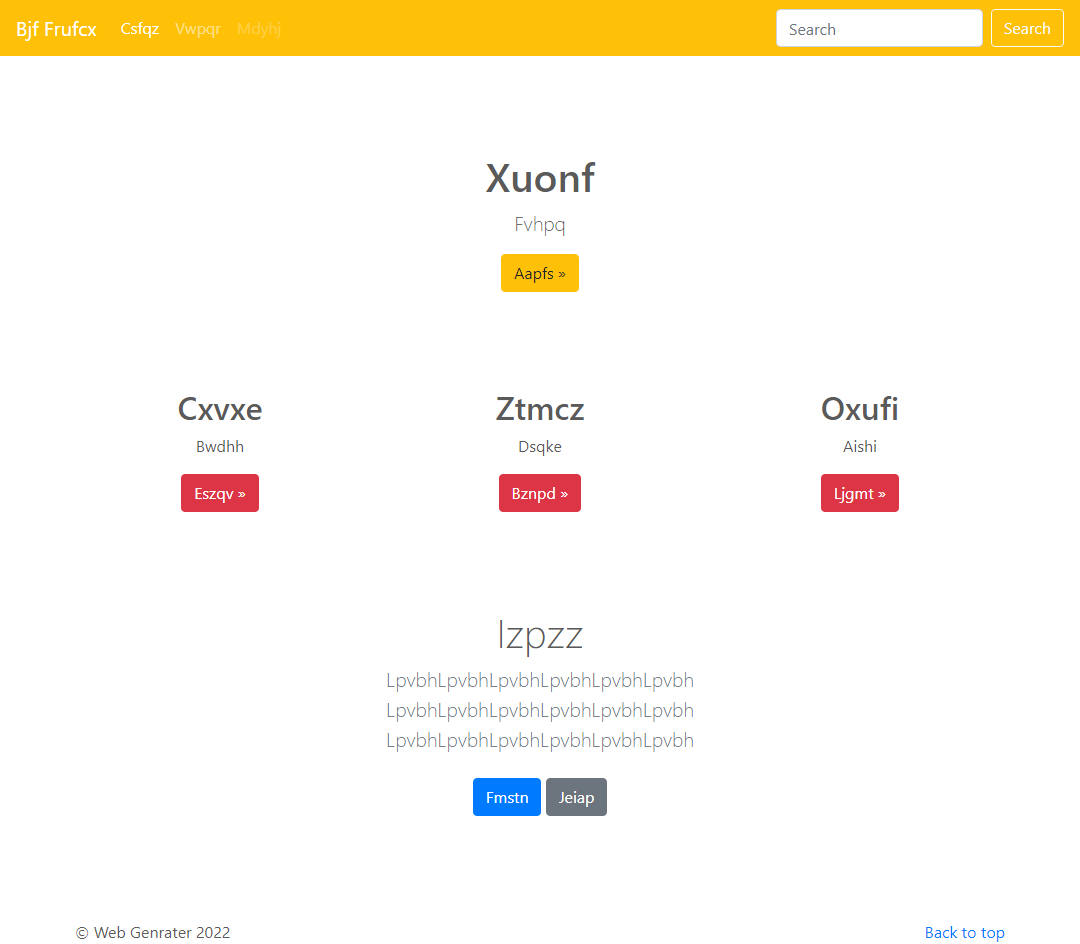 Bjf Frufcx Csfqz Vwpqr Mdyhj Search Search
Xuonf
Fvhpq
Aapfs »
Cxvxe Ztmcz Oxufi
Bwdhh Dsqke Aishi
Eszqv » Bznpd » Ljgmt »
Izpzz
LpvbhLpvbhLpvbhLpvbhLpvbhLpvbh
LpvbhLpvbhLpvbhLpvbhLpvbhLpvbh
LpvbhLpvbhLpvbhLpvbhLpvbhLpvbh
Fmstn Jeiap
© Web Genrater 2022 Back to top